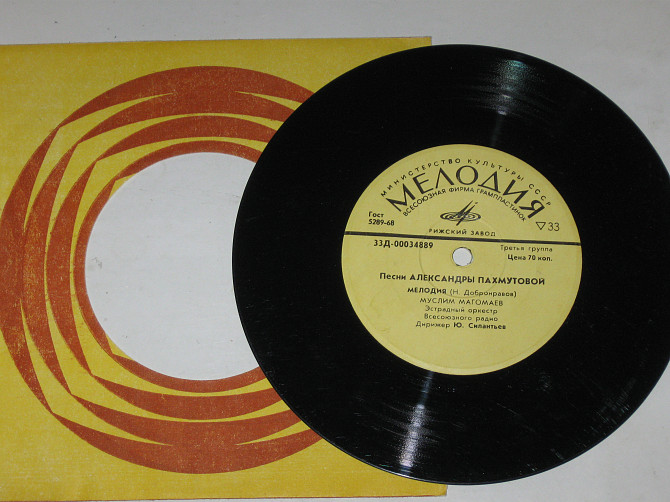 МИНИСТЕРСТВО КУЛЬТУРЫ СССР
МЕЛОДИЯ
ВСЕСОЮЗНАЯ ФИРМА ГРАМПЛАСТИНОК
Гост
5289-68
▽33
РИЖСКИЙ ЗАВОД
33Д-00034889
Третья группа
Цена 70 коп.
Песни АЛЕКСАНДРЫ ПАХМУТОВОЙ
МЕЛОДИЯ (Н. Добронравов)
МУСЛИМ МАГОМАЕВ
Эстрадный оркестр
Всесоюзного радио
Дирижер Ю. Силантьев